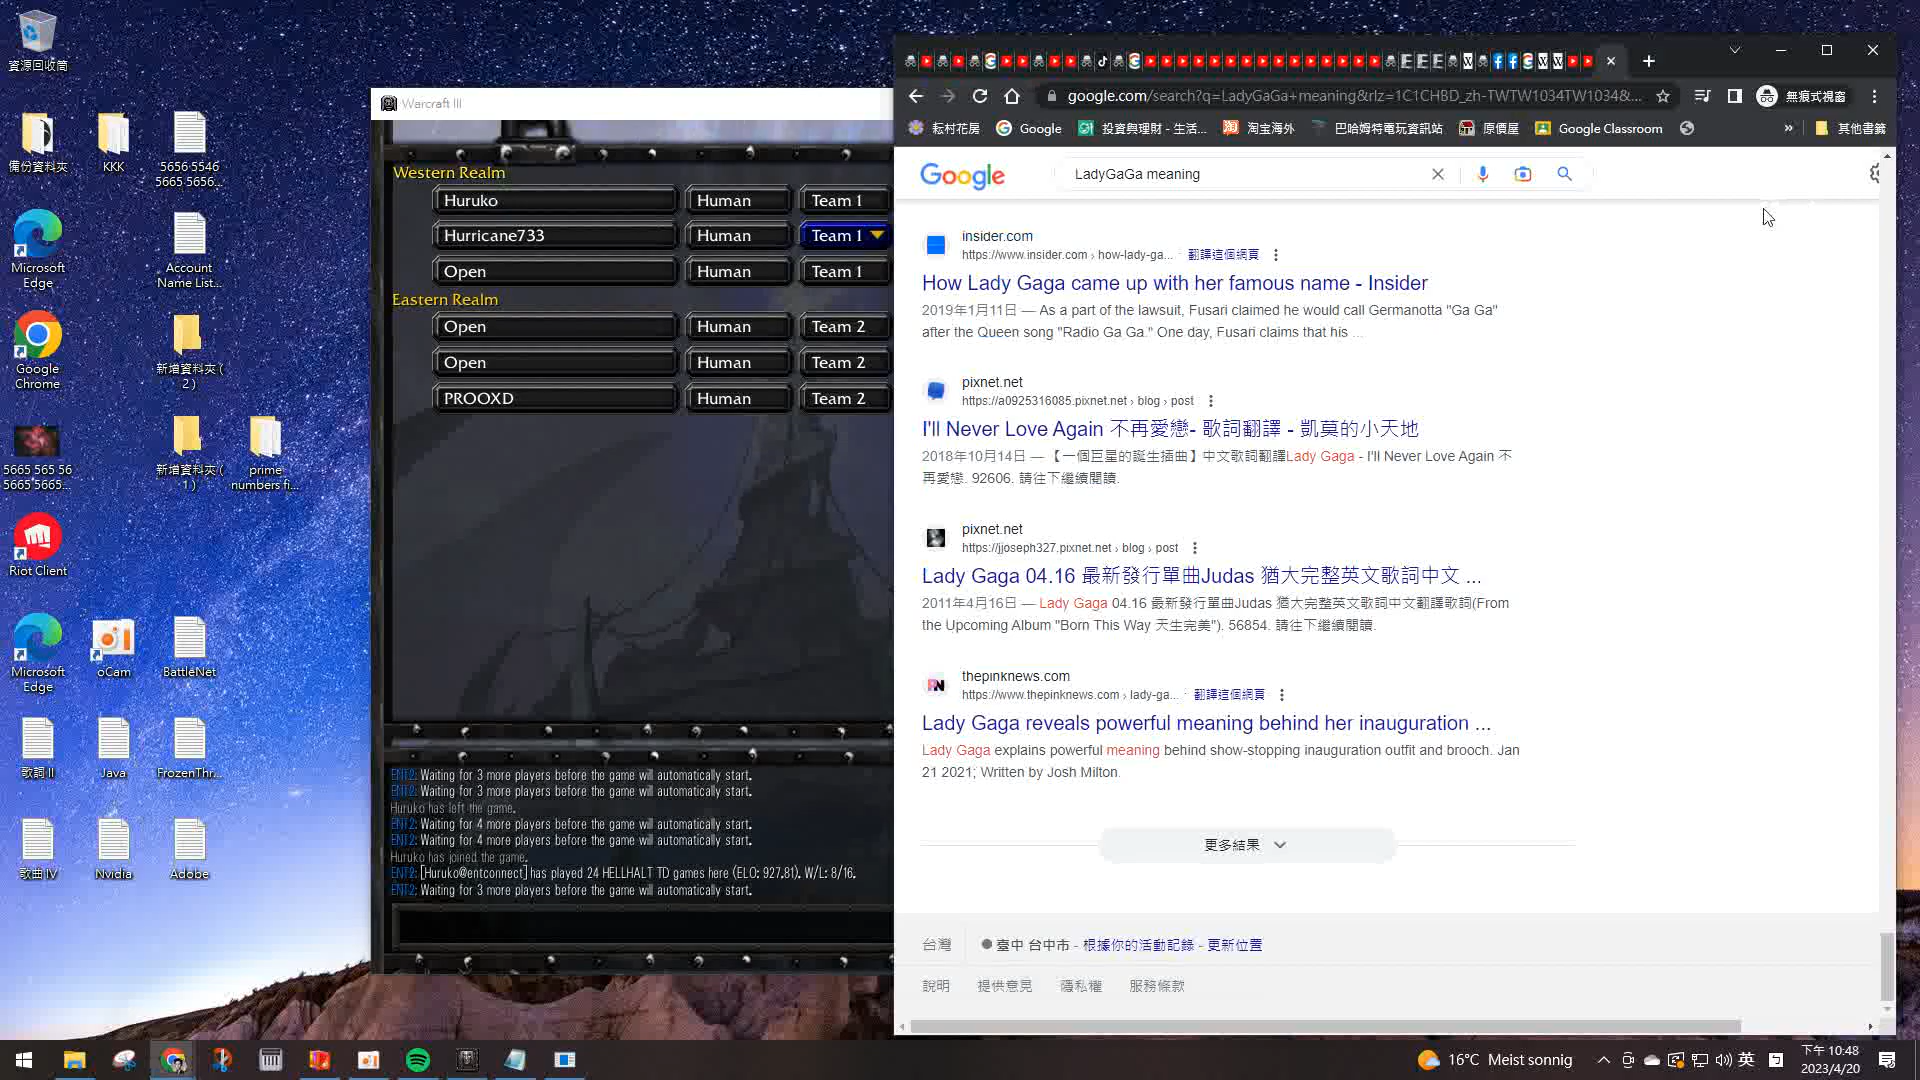 資源回收筒
備份資料夾
KKK
5656 5546
5665 5656...
Microsoft
Edge
Account
Name List...
Google
Chrome
新增資料夾 (
2 )
5665 565 56
5665 5665...
新增資料夾 (
1 )
prime
numbers fi...
Riot Client
Microsoft
Edge
oCam
BattleNet
歌詞 II
Java
FrozenThr...
歌曲 IV
Nvidia
Adobe
Warcraft III
Western Realm
Huruko Human Team 1
Hurricane733 Human Team 1
Open Human Team 1
Eastern Realm
Open Human Team 2
Open Human Team 2
PROOXD Human Team 2
ENT2: Waiting for 3 more players before the game will automatically start.
ENT2: Waiting for 3 more players before the game will automatically start.
Huruko has left the game.
ENT2: Waiting for 4 more players before the game will automatically start.
ENT2: Waiting for 4 more players before the game will automatically start.
Huruko has joined the game.
ENT2: [Huruko@entconnect] has played 24 HELLHALT TD games here (ELO: 927.81). W/L: 8/16.
ENT2: Waiting for 3 more players before the game will automatically start.
google.com/search?q=LadyGaGa+meaning&rlz=1C1CHBD_zh-TWTW1034TW1034&...
無痕式視窗
耘村花房 Google 投資與理財 - 生活... 淘宝海外 巴哈姆特電玩資訊站 原價屋 Google Classroom » 其他書籤
Google
LadyGaGa meaning
insider.com
https://www.insider.com › how-lady-ga... · 翻譯這個網頁
How Lady Gaga came up with her famous name - Insider
2019年1月11日 — As a part of the lawsuit, Fusari claimed he would call Germanotta "Ga Ga"
after the Queen song "Radio Ga Ga." One day, Fusari claims that his ...
pixnet.net
https://a0925316085.pixnet.net › blog › post
I'll Never Love Again 不再愛戀- 歌詞翻譯 - 凱莫的小天地
2018年10月14日 — 【一個巨星的誕生插曲】中文歌詞翻譯Lady Gaga - I'll Never Love Again 不
再愛戀. 92606. 請往下繼續閱讀.
pixnet.net
https://jjoseph327.pixnet.net › blog › post
Lady Gaga 04.16 最新發行單曲Judas 猶大完整英文歌詞中文 ...
2011年4月16日 — Lady Gaga 04.16 最新發行單曲Judas 猶大完整英文歌詞中文翻譯歌詞(From
the Upcoming Album "Born This Way 天生完美"). 56854. 請往下繼續閱讀.
thepinknews.com
https://www.thepinknews.com › lady-ga... · 翻譯這個網頁
Lady Gaga reveals powerful meaning behind her inauguration ...
Lady Gaga explains powerful meaning behind show-stopping inauguration outfit and brooch. Jan
21 2021; Written by Josh Milton.
更多結果
台灣 臺中 台中市 - 根據你的活動記錄 - 更新位置
說明 提供意見 隱私權 服務條款
16°C Meist sonnig
英
下午 10:48
2023/4/20